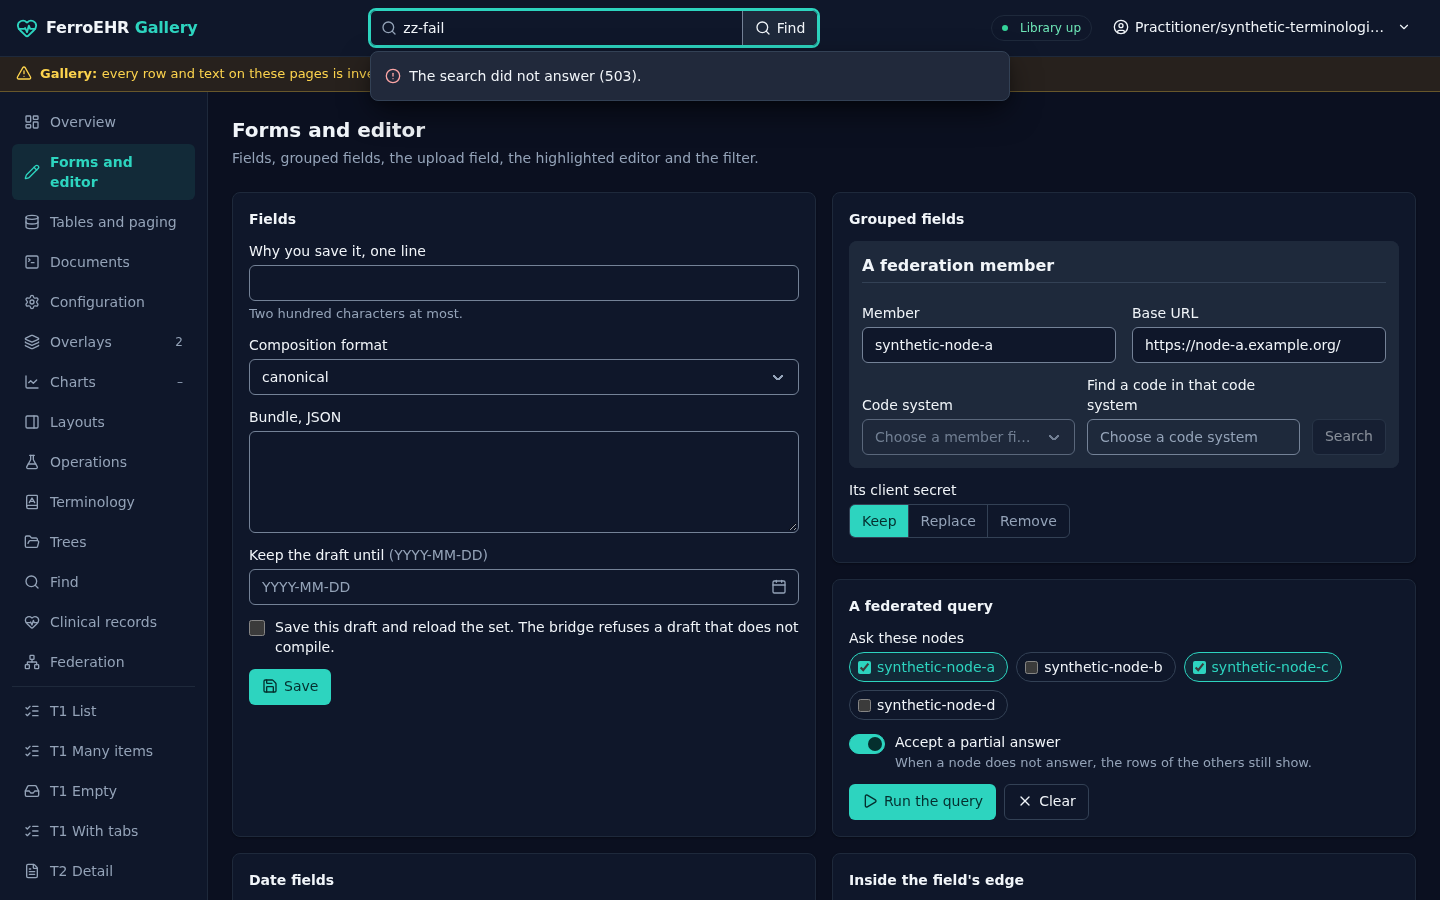 FerroEHR Gallery
zz-fail
Find
Library up
Practitioner/synthetic-terminologi…
Gallery: every row and text on these pages is inve
The search did not answer (503).
Overview
Forms and
editor
Tables and paging
Documents
Configuration
Overlays 2
Charts –
Layouts
Operations
Terminology
Trees
Find
Clinical records
Federation
T1 List
T1 Many items
T1 Empty
T1 With tabs
T2 Detail
Forms and editor
Fields, grouped fields, the upload field, the highlighted editor and the filter.
Fields
Why you save it, one line
Two hundred characters at most.
Composition format
canonical
Bundle, JSON
Keep the draft until (YYYY-MM-DD)
YYYY-MM-DD
Save this draft and reload the set. The bridge refuses a draft that does not
compile.
Save
Grouped fields
A federation member
Member
Base URL
synthetic-node-a
https://node-a.example.org/
Code system
Find a code in that code
system
Choose a member fi…
Choose a code system
Search
Its client secret
Keep
Replace
Remove
A federated query
Ask these nodes
synthetic-node-a
synthetic-node-b
synthetic-node-c
synthetic-node-d
Accept a partial answer
When a node does not answer, the rows of the others still show.
Run the query
Clear
Date fields
Inside the field's edge